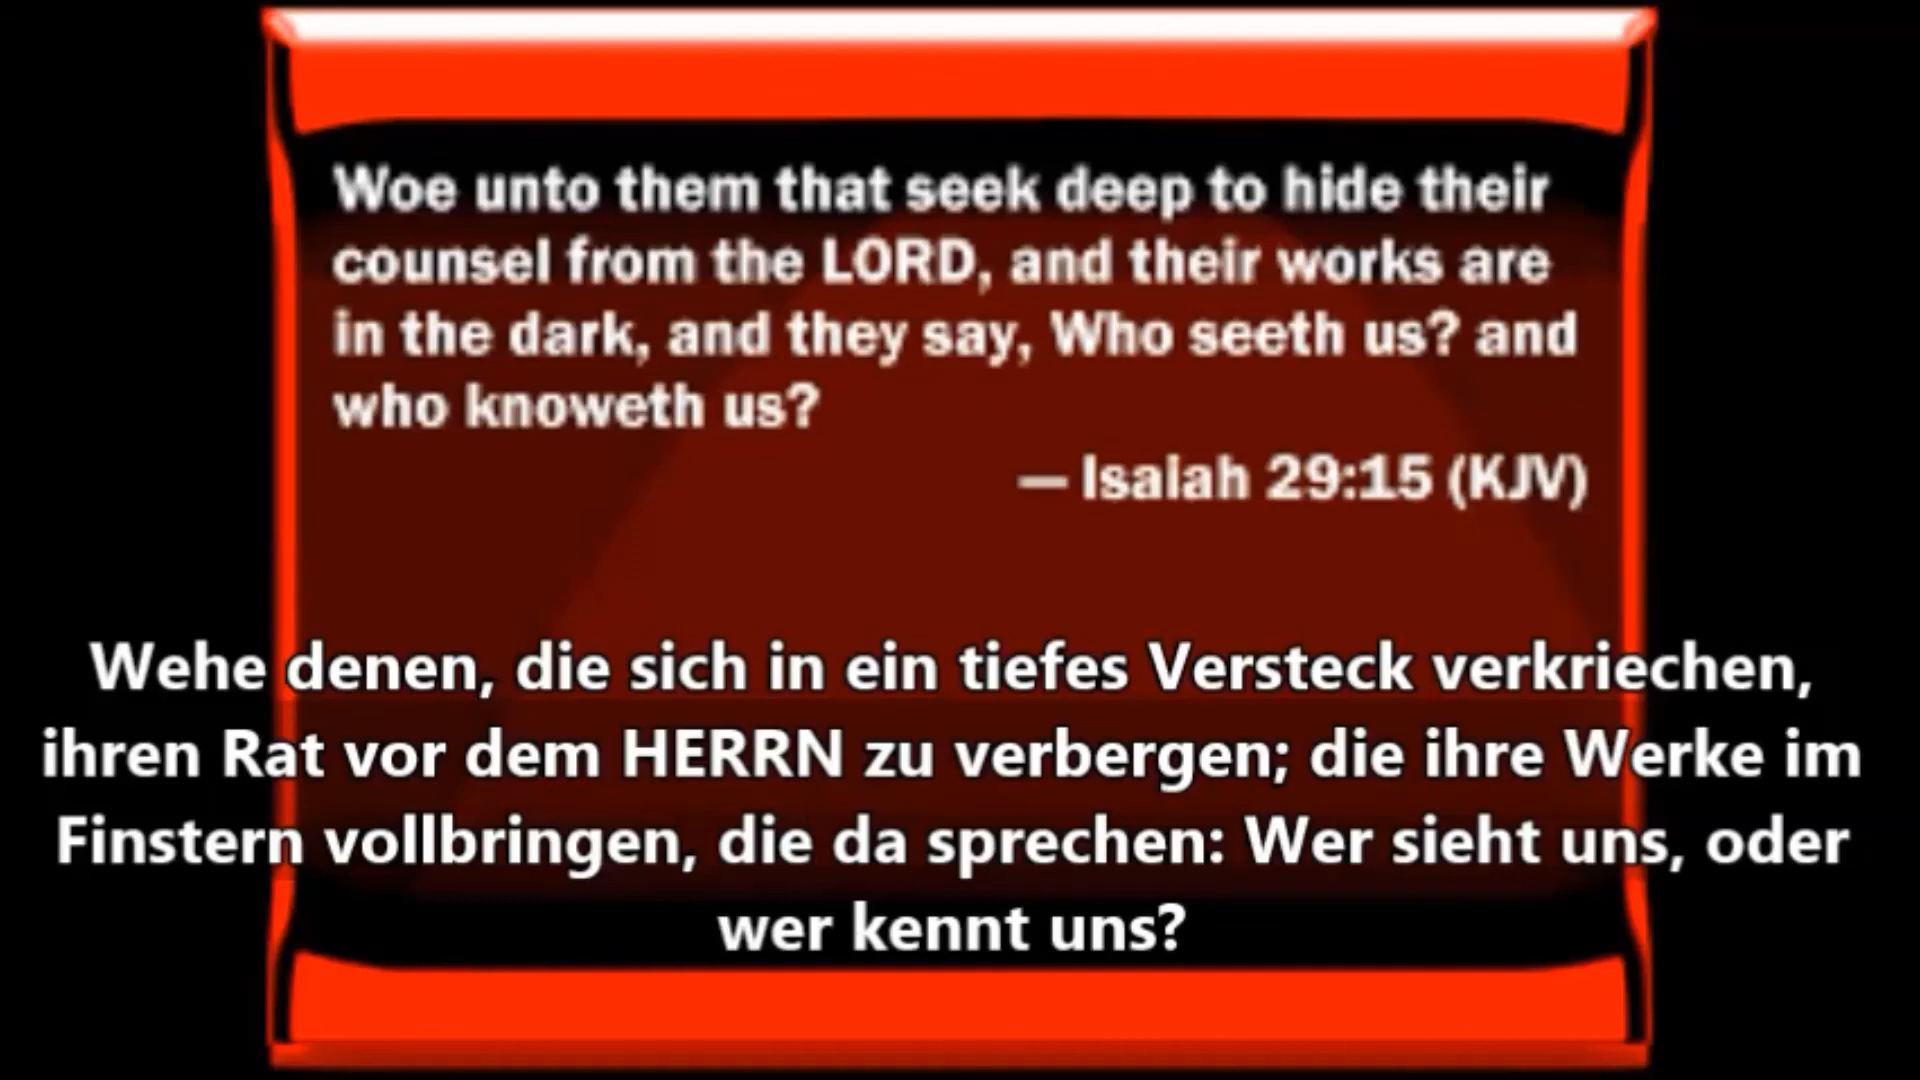 Woe unto them that seek deep to hide their
counsel from the LORD, and their works are
in the dark, and they say, Who seeth us? and
who knoweth us?
— Isaiah 29:15 (KJV)
Wehe denen, die sich in ein tiefes Versteck verkriechen,
ihren Rat vor dem HERRN zu verbergen; die ihre Werke im
Finstern vollbringen, die da sprechen: Wer sieht uns, oder
wer kennt uns?